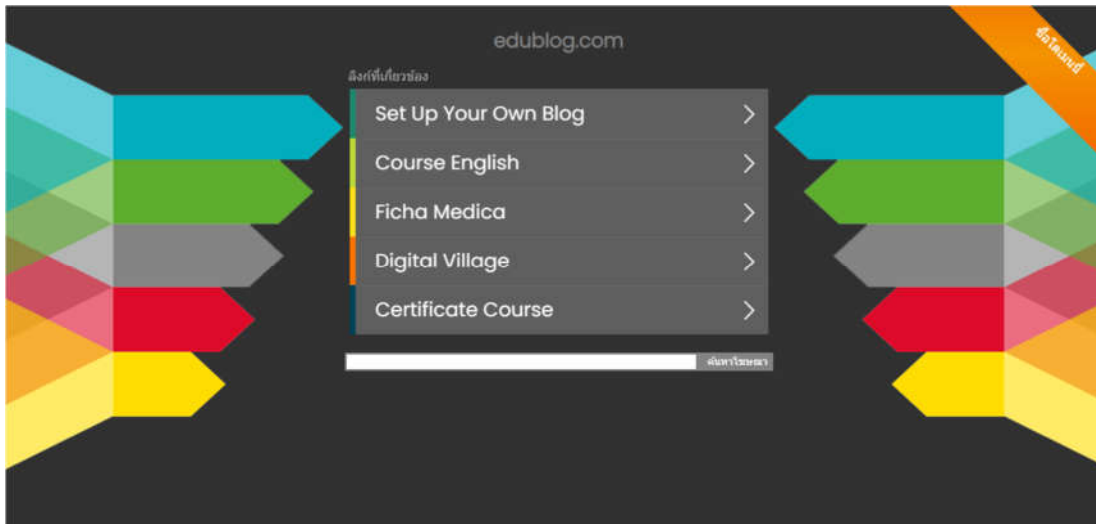 edublog.com
ซื้อโดเมนนี้
ลิงก์ที่เกี่ยวข้อง
Set Up Your Own Blog
Course English
Ficha Medica
Digital Village
Certificate Course
ค้นหาโฆษณา